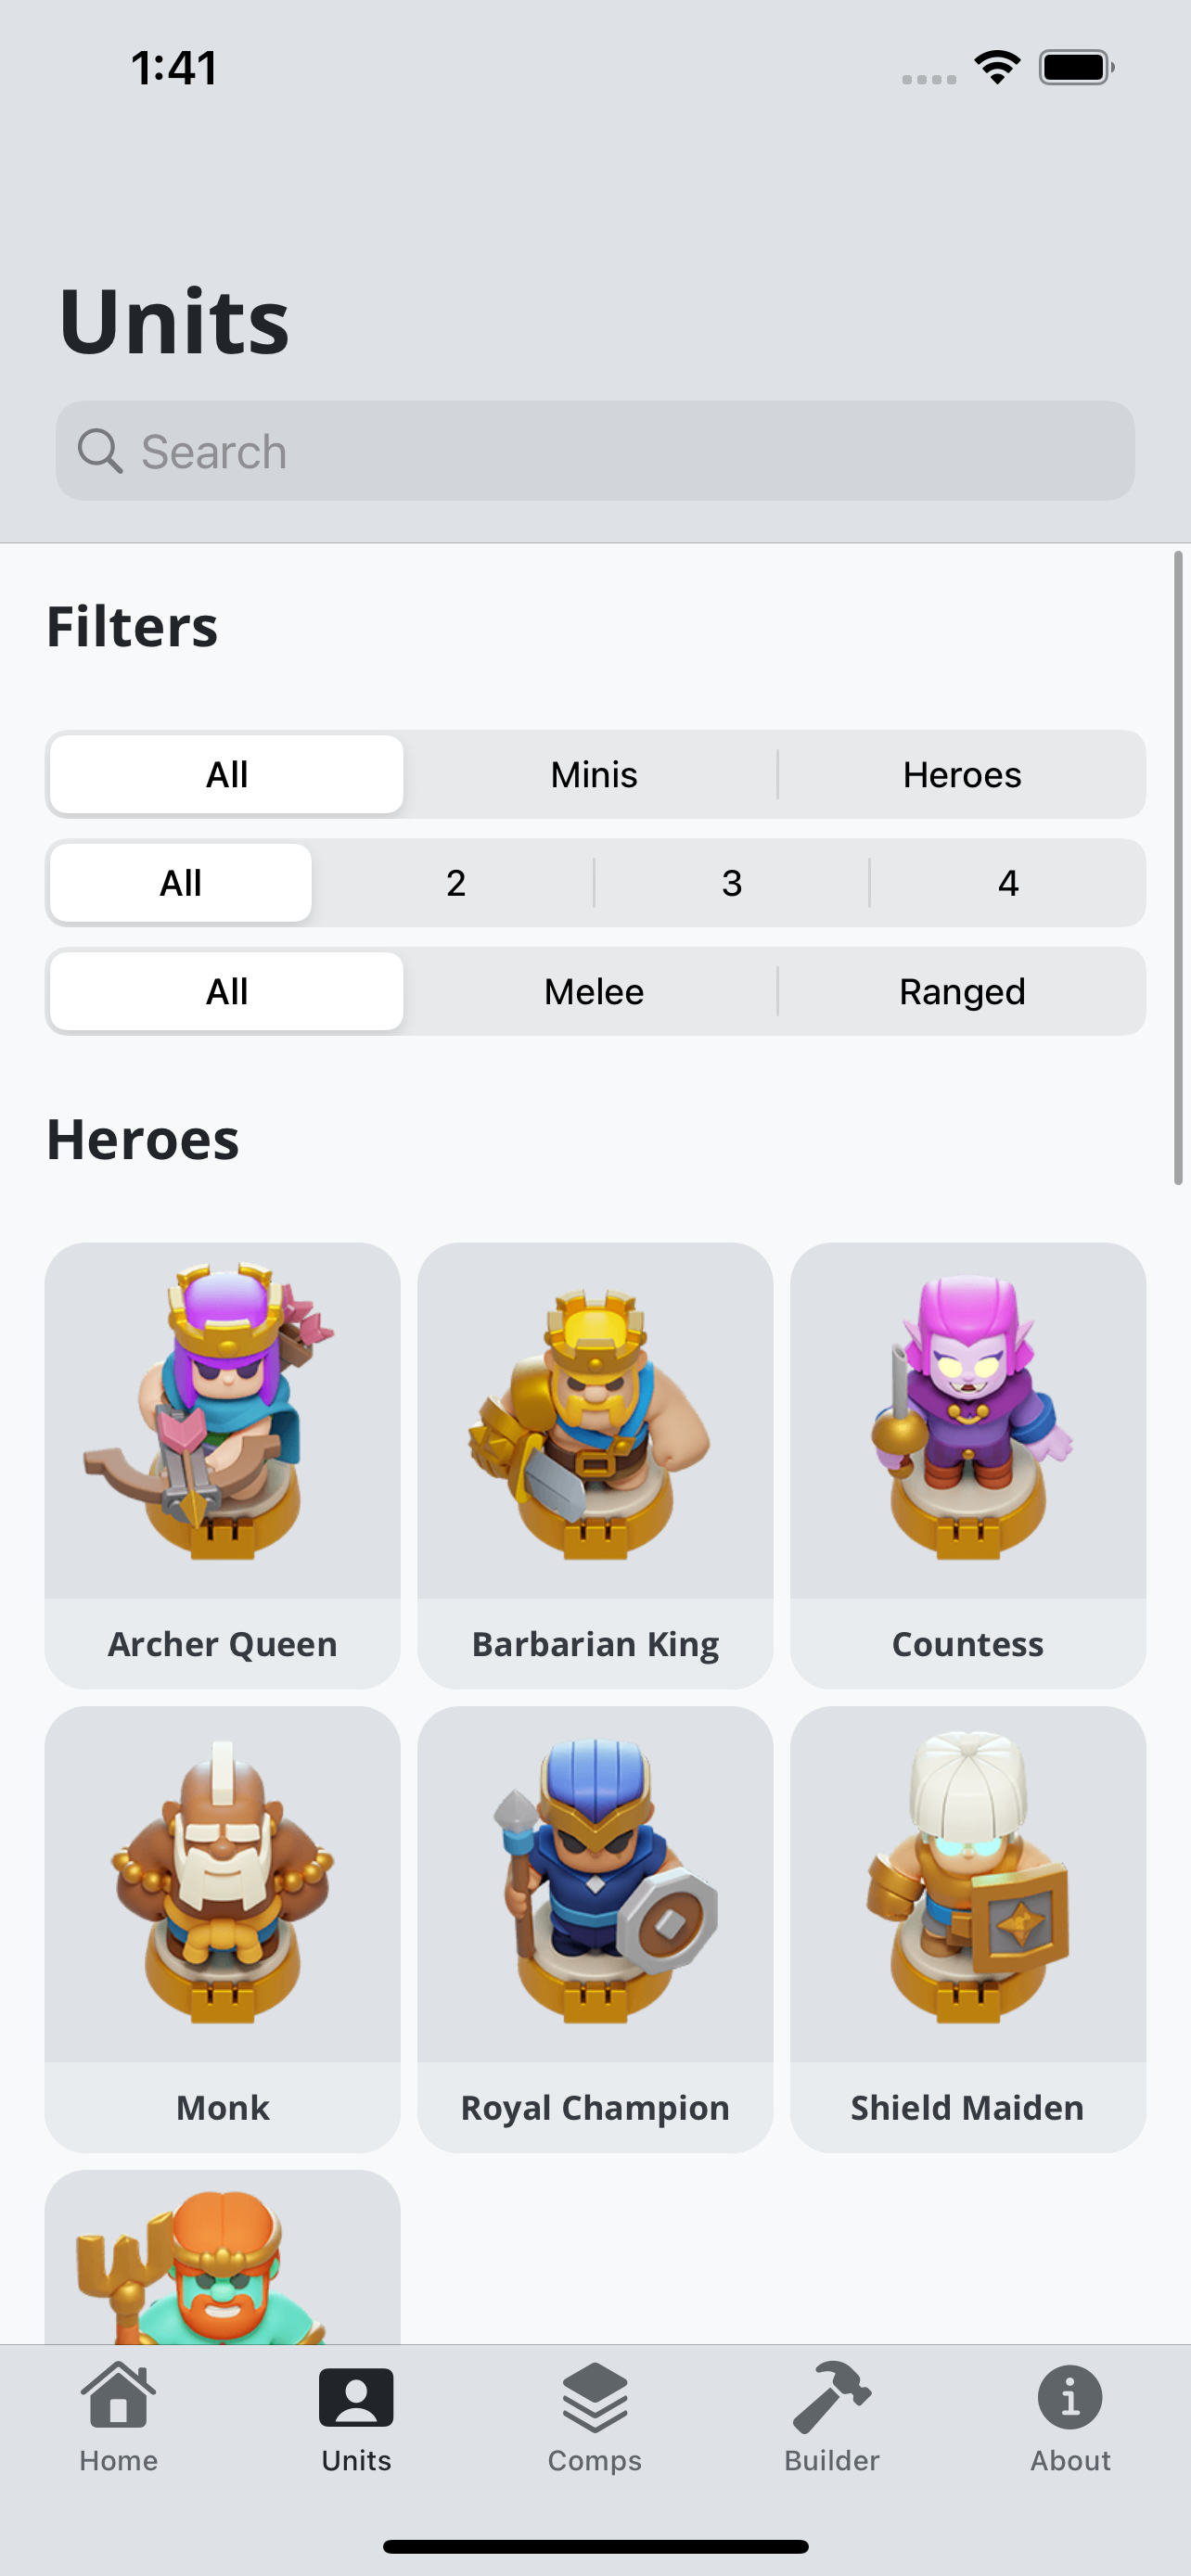 1:41
Units
Search
Filters
All Minis Heroes
All 2 3 4
All Melee Ranged
Heroes
Archer Queen Barbarian King Countess
Monk Royal Champion Shield Maiden
Home Units Comps Builder About